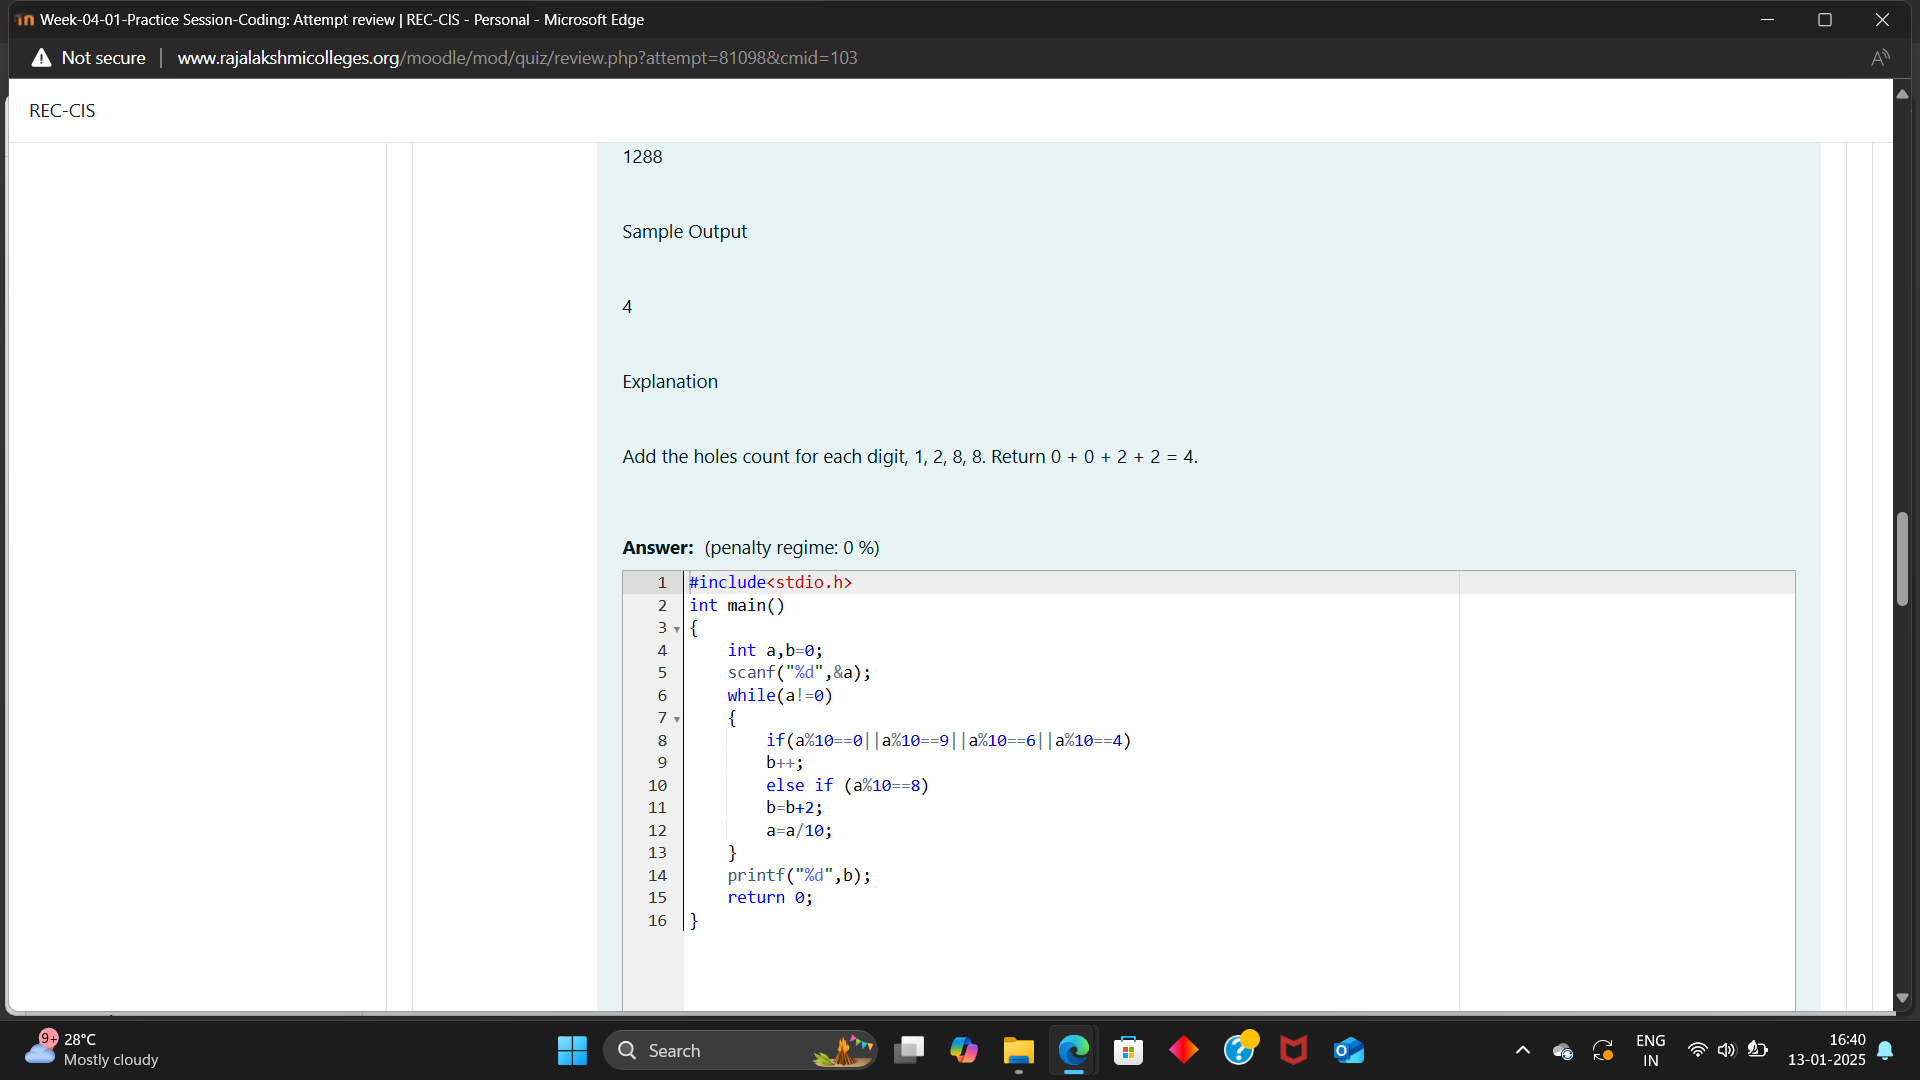 Week-04-01-Practice Session-Coding: Attempt review | REC-CIS - Personal - Microsoft Edge
Not secure www.rajalakshmicolleges.org/moodle/mod/quiz/review.php?attempt=81098&cmid=103
REC-CIS
1288
Sample Output
4
Explanation
Add the holes count for each digit, 1, 2, 8, 8. Return 0 + 0 + 2 + 2 = 4.
Answer: (penalty regime: 0 %)
1 #include<stdio.h>
2 int main()
3 {
4     int a,b=0;
5     scanf("%d",&a);
6     while(a!=0)
7     {
8         if(a%10==0||a%10==9||a%10==6||a%10==4)
9         b++;
10         else if (a%10==8)
11         b=b+2;
12         a=a/10;
13     }
14     printf("%d",b);
15     return 0;
16 }
9+ 28°C
Mostly cloudy
Search
ENG
IN
16:40
13-01-2025